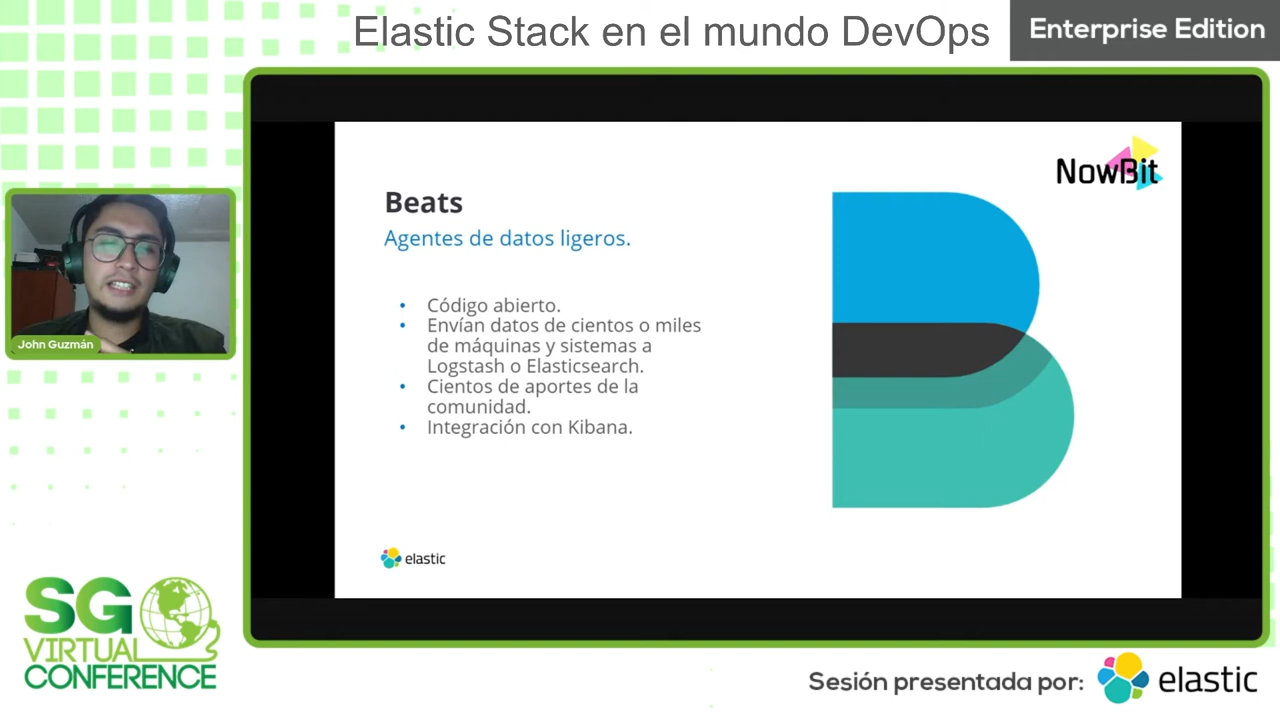 Elastic Stack en el mundo DevOps
Enterprise Edition
NowBit
Beats
Agentes de datos ligeros.
• Código abierto.
• Envían datos de cientos o miles
de máquinas y sistemas a
Logstash o Elasticsearch.
• Cientos de aportes de la
comunidad.
• Integración con Kibana.
elastic
John Guzmán
SG
VIRTUAL
CONFERENCE
Sesión presentada por:
elastic